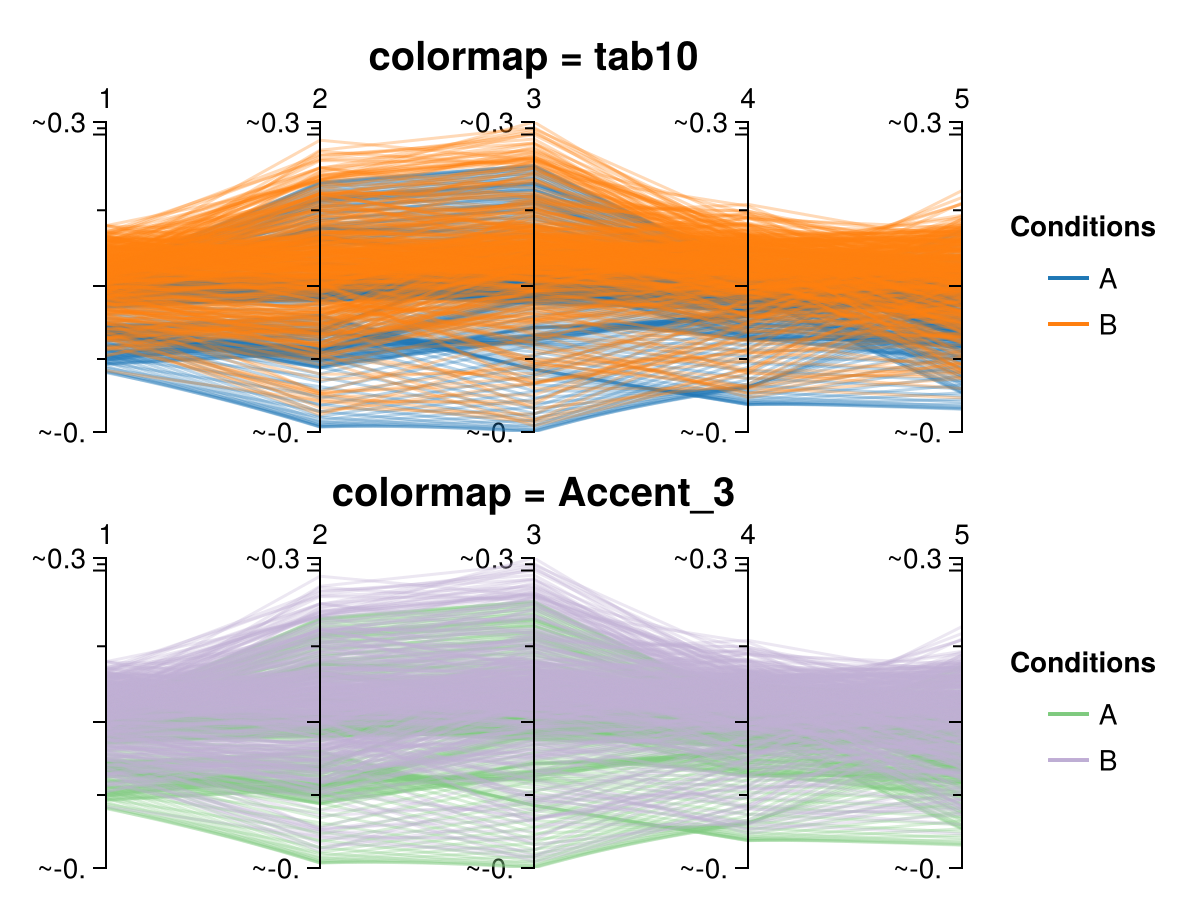 colormap = tab10
1 2 3 4 5
~0.3 ~0.3 ~0.3 ~0.3 ~0.3
Conditions
A
B
~-0. ~-0. ~-0. ~-0. ~-0.
colormap = Accent_3
1 2 3 4 5
~0.3 ~0.3 ~0.3 ~0.3 ~0.3
Conditions
A
B
~-0. ~-0. ~-0. ~-0. ~-0.